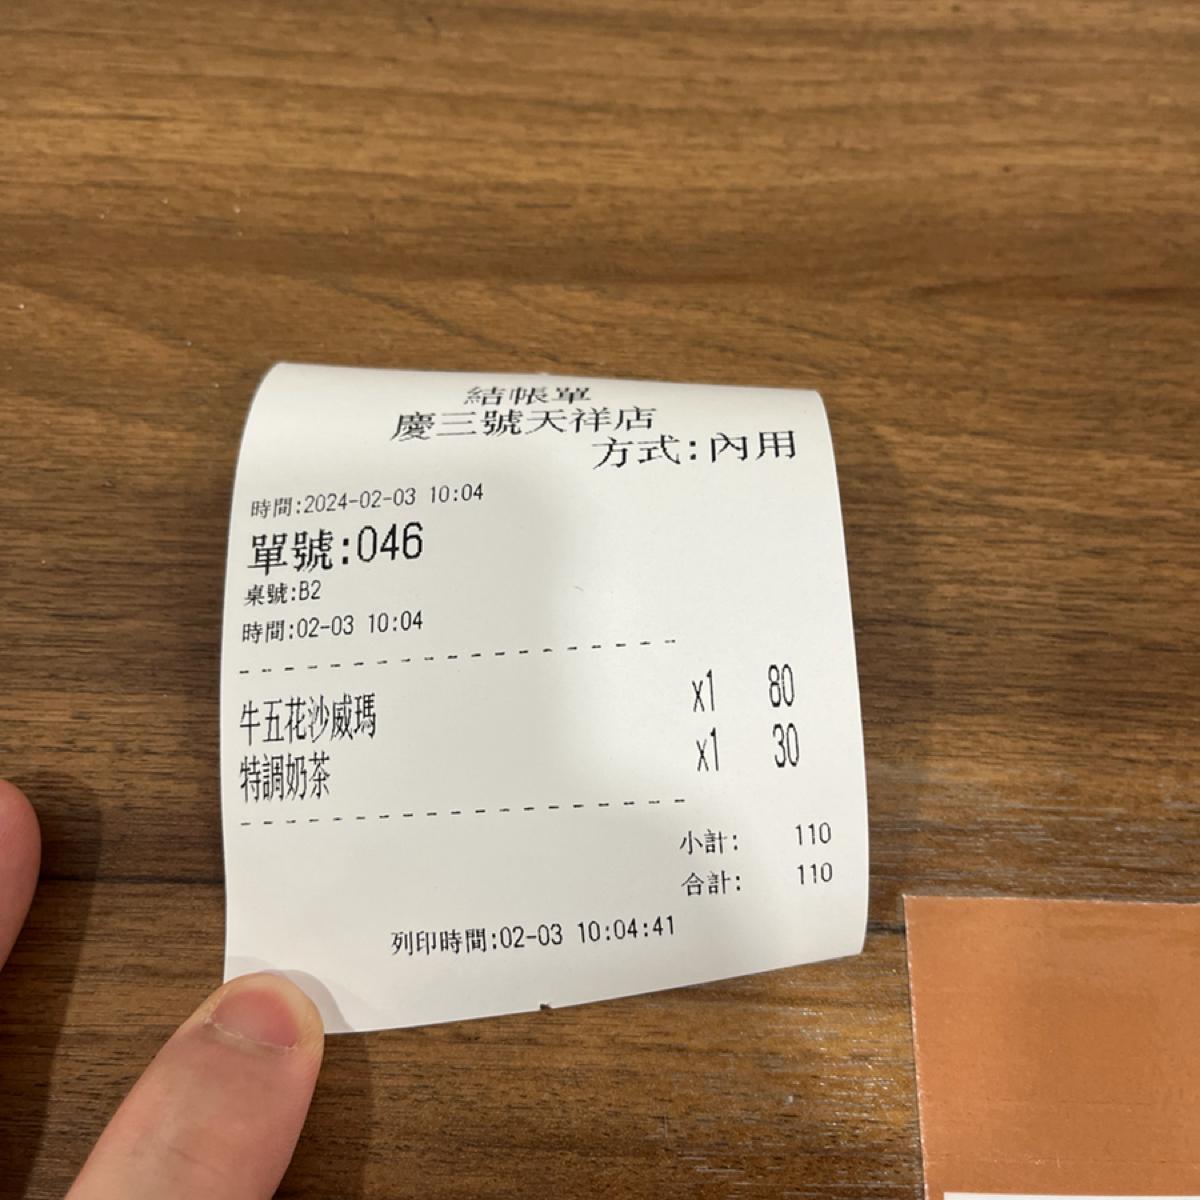 結帳單
慶三號天祥店
方式:內用
時間:2024-02-03 10:04
單號:046
桌號:B2
時間:02-03 10:04
牛五花沙威瑪 x1 80
特調奶茶 x1 30
小計: 110
合計: 110
列印時間:02-03 10:04:41